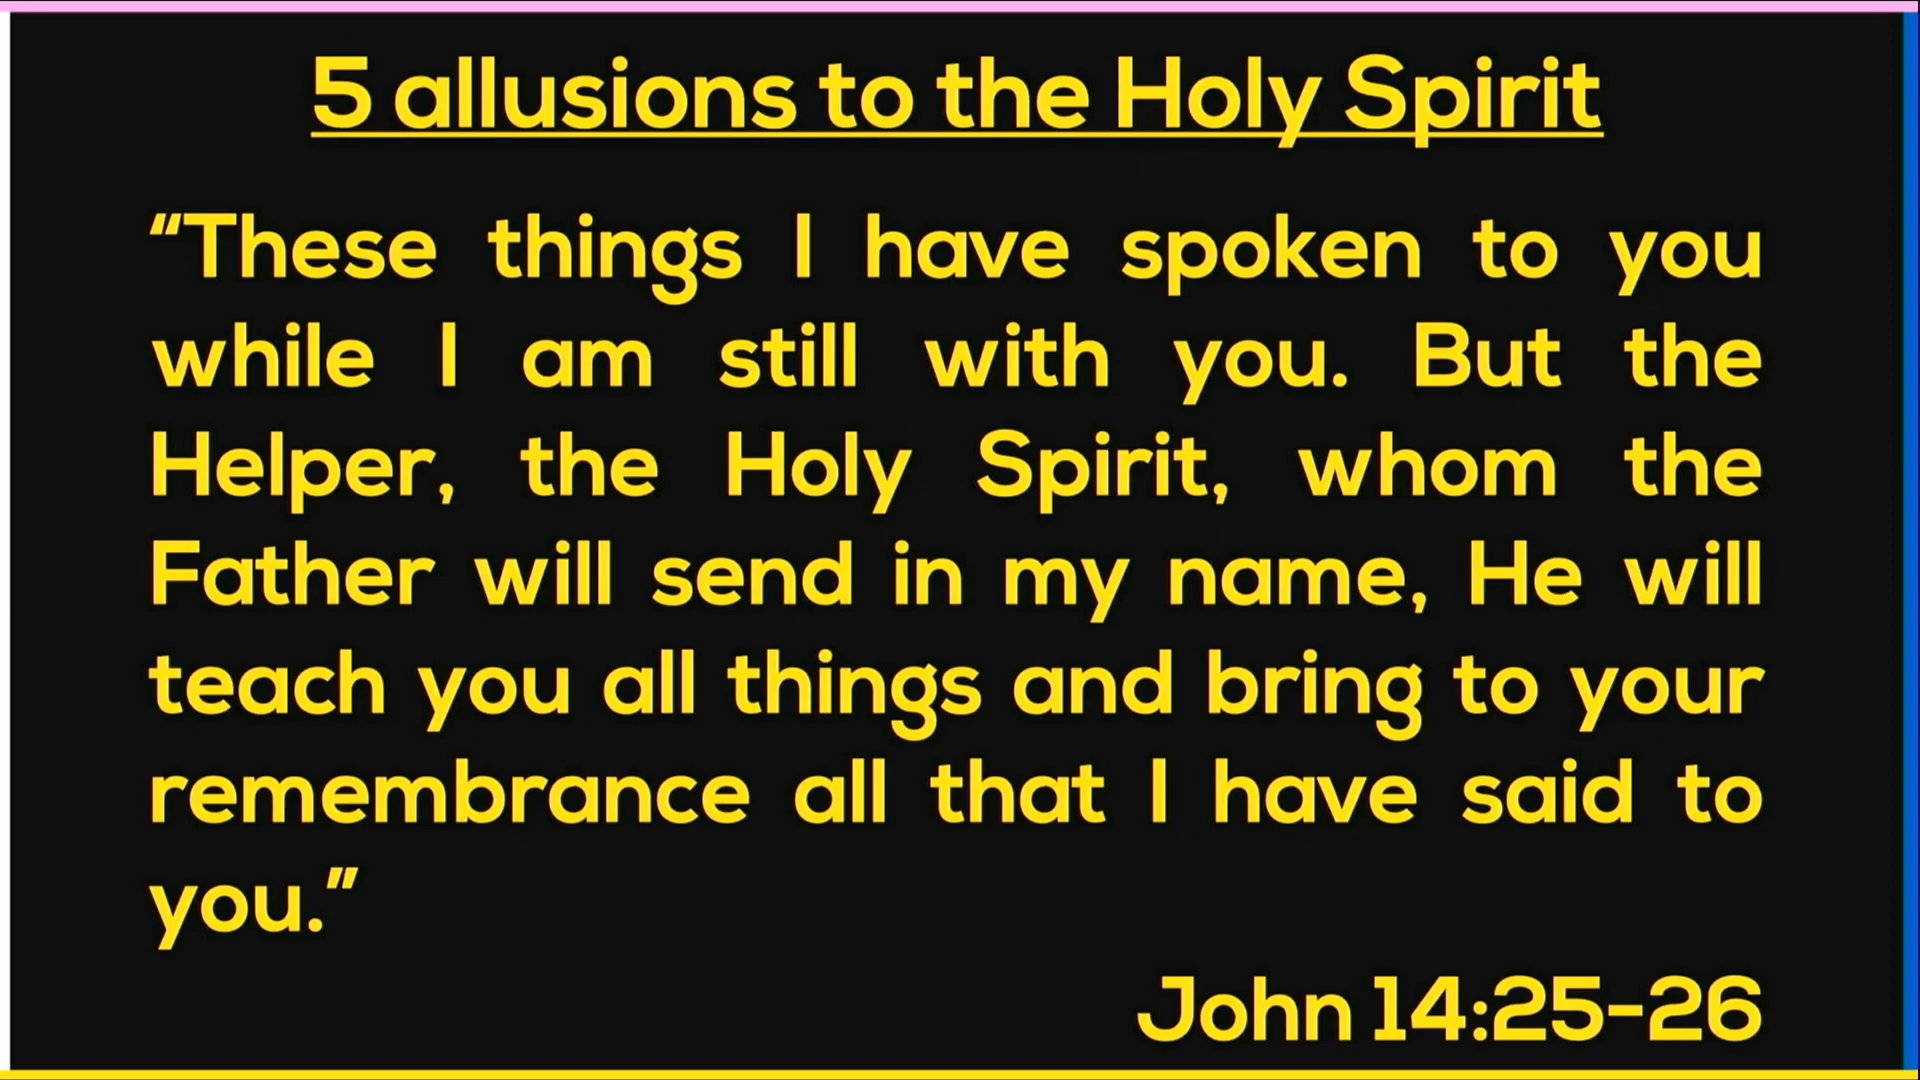 5 allusions to the Holy Spirit
“These things I have spoken to you
while I am still with you. But the
Helper, the Holy Spirit, whom the
Father will send in my name, He will
teach you all things and bring to your
remembrance all that I have said to
you.”
John 14:25-26